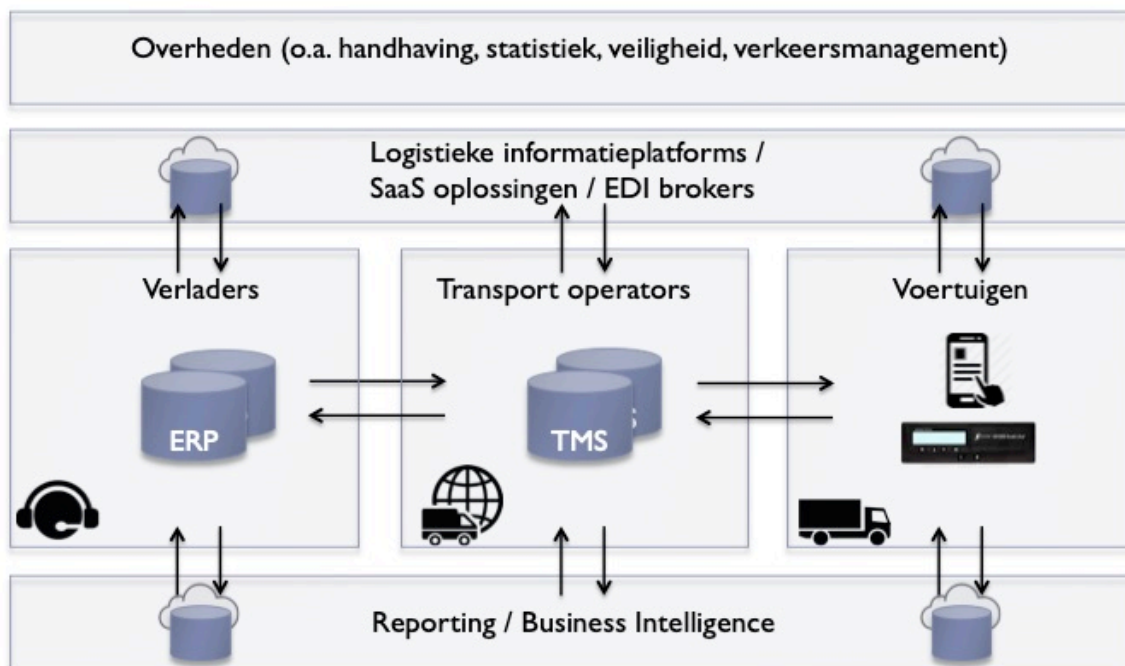 Overheden (o.a. handhaving, statistiek, veiligheid, verkeersmanagement)
Logistieke informatieplatforms /
SaaS oplossingen / EDI brokers
Verladers
Transport operators
Voertuigen
ERP
TMS
S
Reporting / Business Intelligence